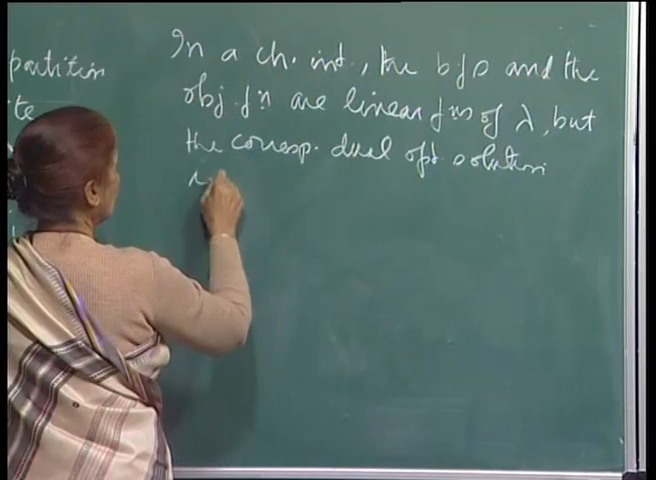 In a ch. int., the bfs and the
partition
obj. fn are linear fns of λ, but
te
the corresp. dual opt solution